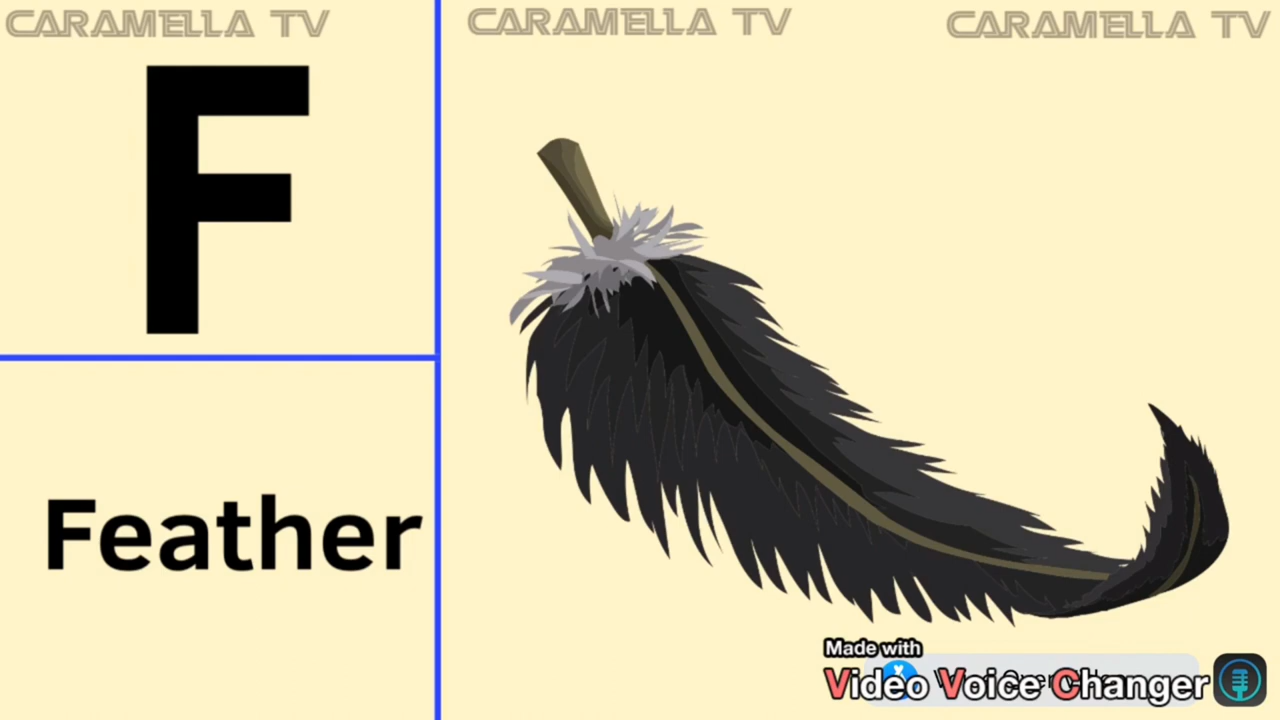 CARAMELLA TV
CARAMELLA TV
CARAMELLA TV
F
Feather
Made with
Video Voice Changer